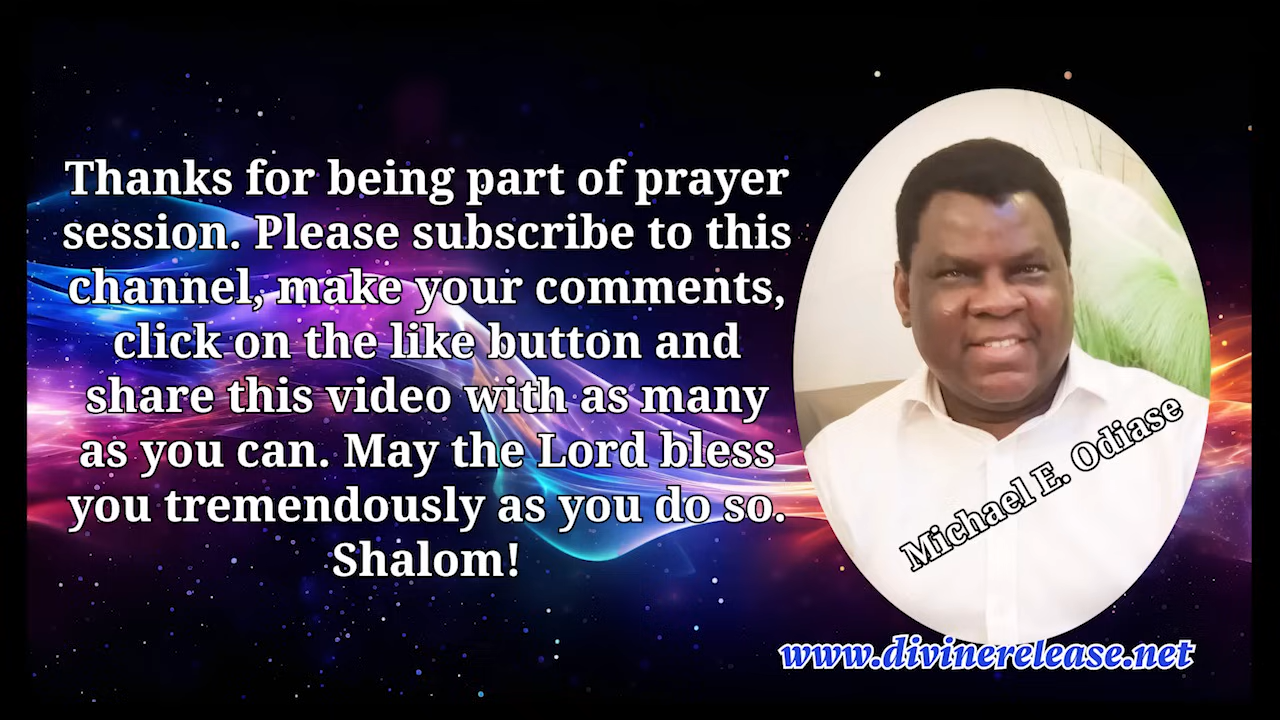 Thanks for being part of prayer
session. Please subscribe to this
channel, make your comments,
click on the like button and
share this video with as many
as you can. May the Lord bless
you tremendously as you do so.
Shalom!
Michael E. Odiase
www.divinerelease.net